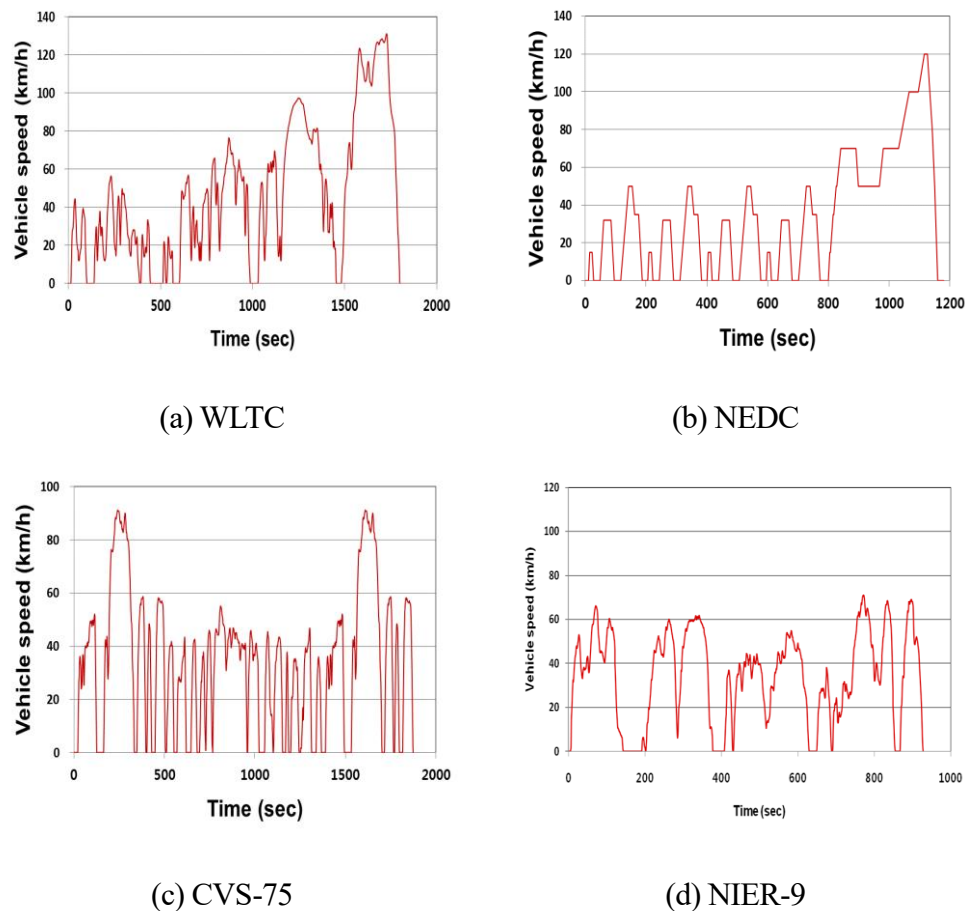 140
120
100
80
60
40
20
0
Vehicle speed (km/h)
0 500 1000 1500 2000
Time (sec)
(a) WLTC
140
120
100
80
60
40
20
0
Vehicle speed (km/h)
0 200 400 600 800 1000 1200
Time (sec)
(b) NEDC
100
80
60
40
20
0
Vehicle speed (km/h)
0 500 1000 1500 2000
Time (sec)
(c) CVS-75
120
100
80
60
40
20
0
Vehicle speed (km/h)
0 200 400 600 800 1000
Time (sec)
(d) NIER-9